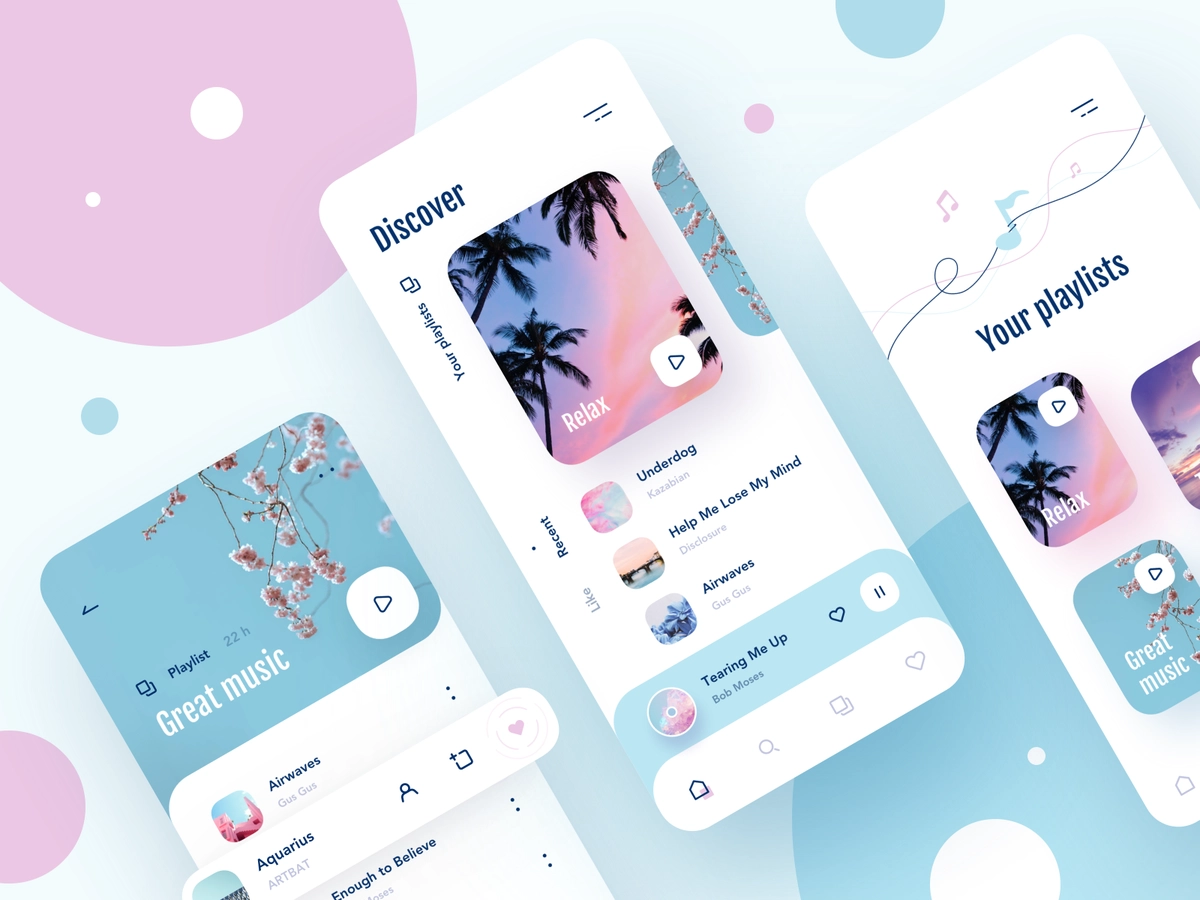 Discover
Your playlists
Relax
Underdog
Kazabian
Help Me Lose My Mind
Disclosure
Airwaves
Gus Gus
Recent
Like
Tearing Me Up
Bob Moses
Playlist 22 h
Great music
Airwaves
Gus Gus
Aquarius
ARTBAT
Enough to Believe
Moses
Your playlists
Relax
Great
music